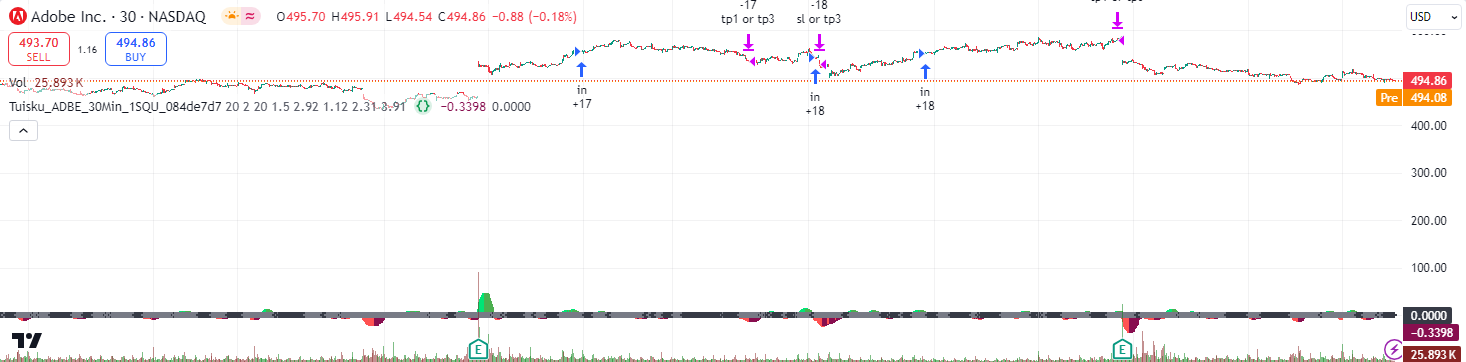 Adobe Inc. · 30 · NASDAQ O495.70 H495.91 L494.54 C494.86 −0.88 (−0.18%)
USD
493.70
SELL
1.16
494.86
BUY
Vol 25.893K
Tuisku_ADBE_30Min_1SQU_084de7d7 20 2 20 1.5 2.92 1.12 2.31 3.91 {} −0.3398 0.0000
-17
tp1 or tp3
-18
sl or tp3
in
+17
in
+18
in
+18
494.86
Pre 494.08
400.00
300.00
200.00
100.00
0.0000
−0.3398
25.893K
E
E